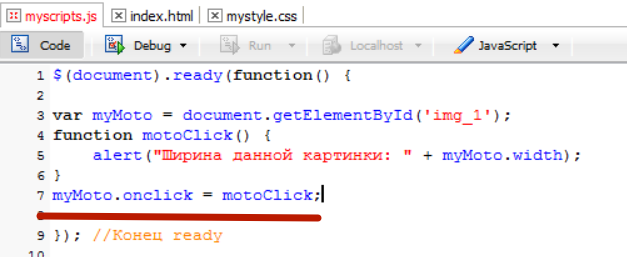 myscripts.js index.html mystyle.css
Code Debug Run Localhost JavaScript
1 $(document).ready(function() {
2
3 var myMoto = document.getElementById('img_1');
4 function motoClick() {
5 alert("Ширина данной картинки: " + myMoto.width);
6 }
7 myMoto.onclick = motoClick;
9 }); //Конец ready
10